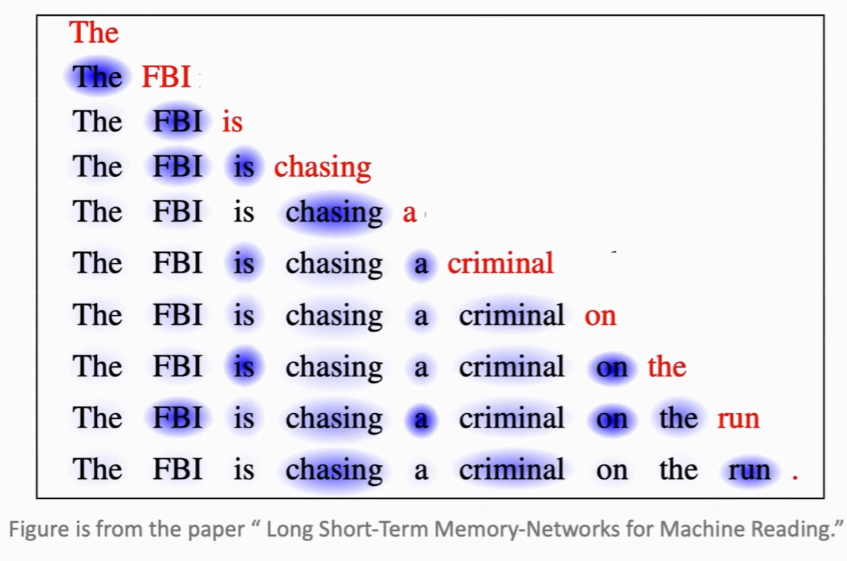 The
The FBI
The FBI is
The FBI is chasing
The FBI is chasing a
The FBI is chasing a criminal
The FBI is chasing a criminal on
The FBI is chasing a criminal on the
The FBI is chasing a criminal on the run
The FBI is chasing a criminal on the run .
Figure is from the paper “ Long Short-Term Memory-Networks for Machine Reading.”